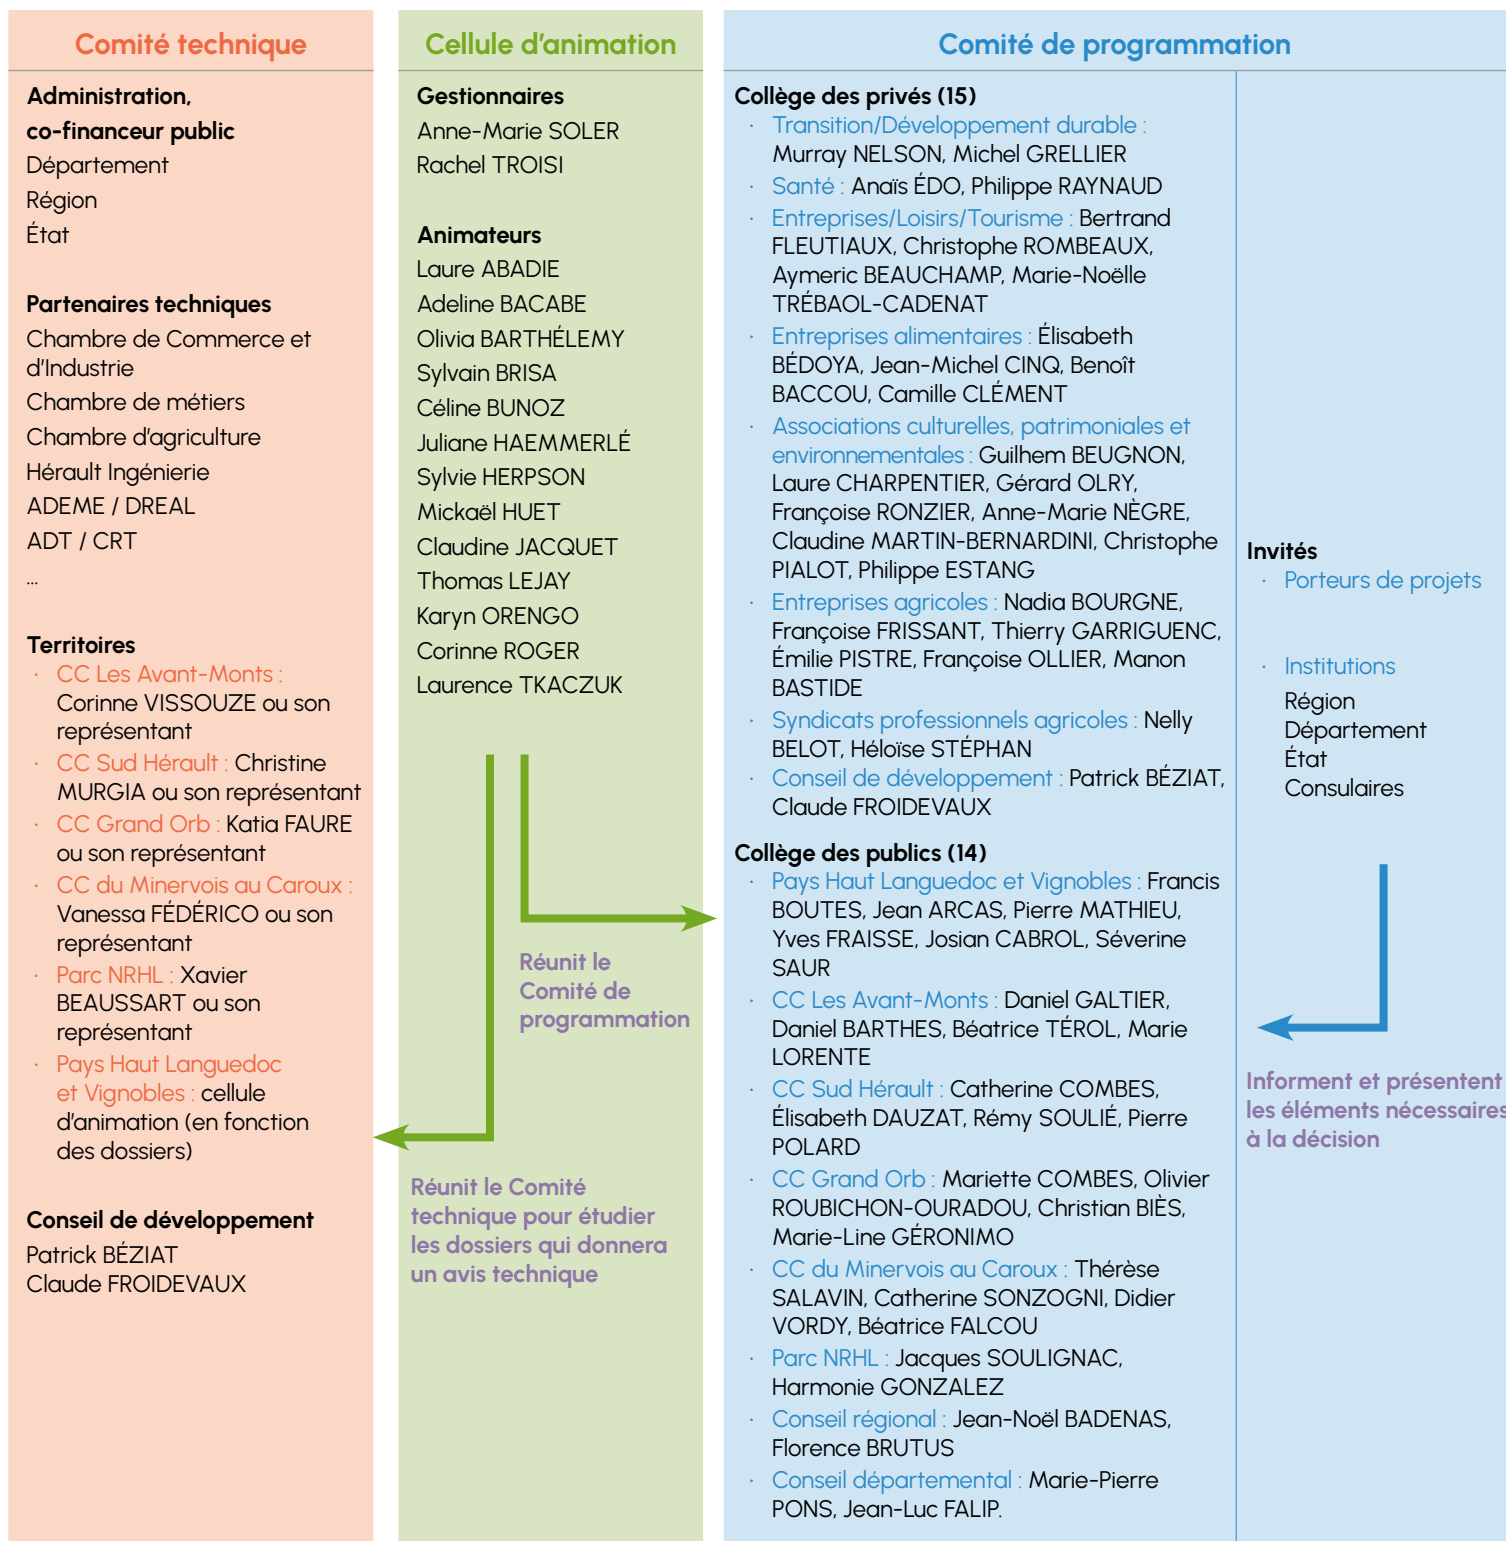 Comité technique
Administration,
co-financeur public
Département
Région
État
Partenaires techniques
Chambre de Commerce et
d'Industrie
Chambre de métiers
Chambre d'agriculture
Hérault Ingénierie
ADEME / DREAL
ADT / CRT
...
Territoires
· CC Les Avant-Monts :
Corinne VISSOUZE ou son
représentant
· CC Sud Hérault : Christine
MURGIA ou son représentant
· CC Grand Orb : Katia FAURE
ou son représentant
· CC du Minervois au Caroux :
Vanessa FÉDÉRICO ou son
représentant
· Parc NRHL : Xavier
BEAUSSART ou son
représentant
· Pays Haut Languedoc
et Vignobles : cellule
d'animation (en fonction
des dossiers)
Conseil de développement
Patrick BÉZIAT
Claude FROIDEVAUX
Cellule d'animation
Gestionnaires
Anne-Marie SOLER
Rachel TROISI
Animateurs
Laure ABADIE
Adeline BACABE
Olivia BARTHÉLEMY
Sylvain BRISA
Céline BUNOZ
Juliane HAEMMERLÉ
Sylvie HERPSON
Mickaël HUET
Claudine JACQUET
Thomas LEJAY
Karyn ORENGO
Corinne ROGER
Laurence TKACZUK
Réunit le
Comité de
programmation
Réunit le Comité
technique pour étudier
les dossiers qui donnera
un avis technique
Comité de programmation
Collège des privés (15)
· Transition/Développement durable :
Murray NELSON, Michel GRELLIER
· Santé : Anaïs ÉDO, Philippe RAYNAUD
· Entreprises/Loisirs/Tourisme : Bertrand
FLEUTIAUX, Christophe ROMBEAUX,
Aymeric BEAUCHAMP, Marie-Noëlle
TRÉBAOL-CADENAT
· Entreprises alimentaires : Élisabeth
BÉDOYA, Jean-Michel CINQ, Benoît
BACCOU, Camille CLÉMENT
· Associations culturelles, patrimoniales et
environnementales : Guilhem BEUGNON,
Laure CHARPENTIER, Gérard OLRY,
Françoise RONZIER, Anne-Marie NÈGRE,
Claudine MARTIN-BERNARDINI, Christophe
PIALOT, Philippe ESTANG
· Entreprises agricoles : Nadia BOURGNE,
Françoise FRISSANT, Thierry GARRIGUENC,
Émilie PISTRE, Françoise OLLIER, Manon
BASTIDE
· Syndicats professionnels agricoles : Nelly
BELOT, Héloïse STÉPHAN
· Conseil de développement : Patrick BÉZIAT,
Claude FROIDEVAUX
Collège des publics (14)
· Pays Haut Languedoc et Vignobles : Francis
BOUTES, Jean ARCAS, Pierre MATHIEU,
Yves FRAISSE, Josian CABROL, Séverine
SAUR
· CC Les Avant-Monts : Daniel GALTIER,
Daniel BARTHES, Béatrice TÉROL, Marie
LORENTE
· CC Sud Hérault : Catherine COMBES,
Élisabeth DAUZAT, Rémy SOULIÉ, Pierre
POLARD
· CC Grand Orb : Mariette COMBES, Olivier
ROUBICHON-OURADOU, Christian BIÈS,
Marie-Line GÉRONIMO
· CC du Minervois au Caroux : Thérèse
SALAVIN, Catherine SONZOGNI, Didier
VORDY, Béatrice FALCOU
· Parc NRHL : Jacques SOULIGNAC,
Harmonie GONZALEZ
· Conseil régional : Jean-Noël BADENAS,
Florence BRUTUS
· Conseil départemental : Marie-Pierre
PONS, Jean-Luc FALIP.
Invités
· Porteurs de projets
· Institutions
Région
Département
État
Consulaires
Informent et présentent
les éléments nécessaires
à la décision